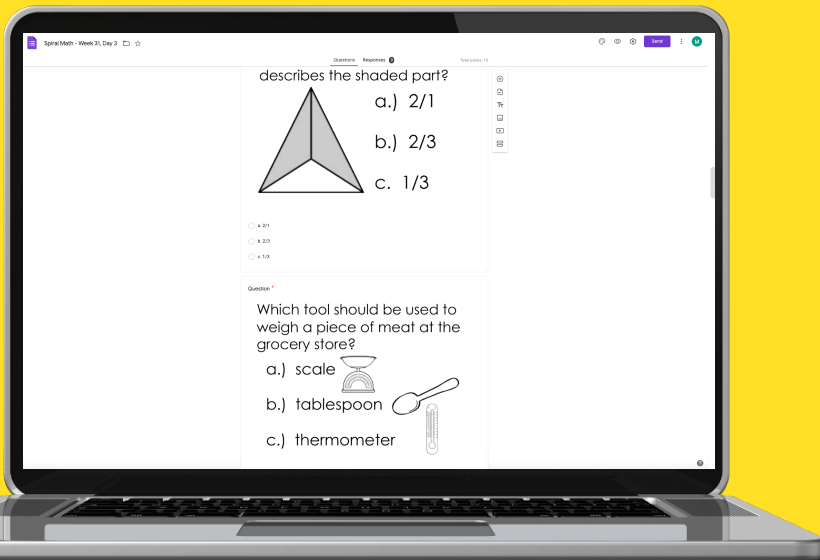 Spiral Math - Week 31, Day 3
Send
M
Questions Responses
Total points: 10
describes the shaded part?
a.) 2/1
b.) 2/3
c. 1/3
a. 2/1
b. 2/3
c. 1/3
Question *
Which tool should be used to
weigh a piece of meat at the
grocery store?
a.) scale
b.) tablespoon
c.) thermometer